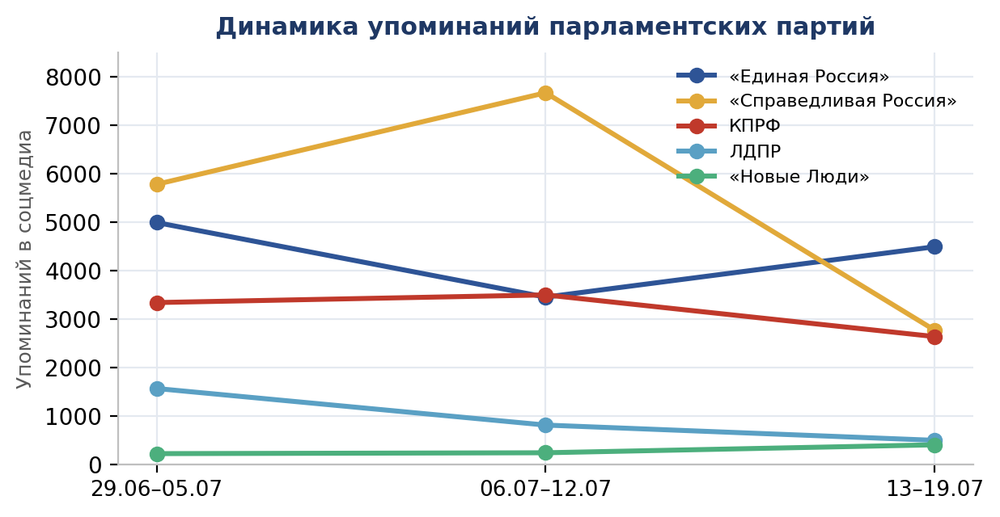 Динамика упоминаний парламентских партий
Упоминаний в соцмедиа
8000
7000
6000
5000
4000
3000
2000
1000
0
«Единая Россия»
«Справедливая Россия»
КПРФ
ЛДПР
«Новые Люди»
29.06–05.07
06.07–12.07
13–19.07